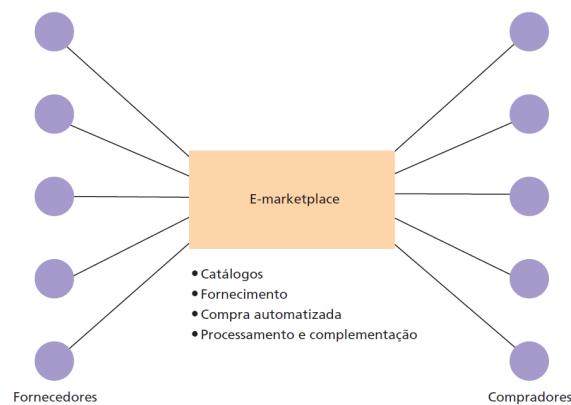 E-marketplace
• Catálogos
• Fornecimento
• Compra automatizada
• Processamento e complementação
Fornecedores
Compradores